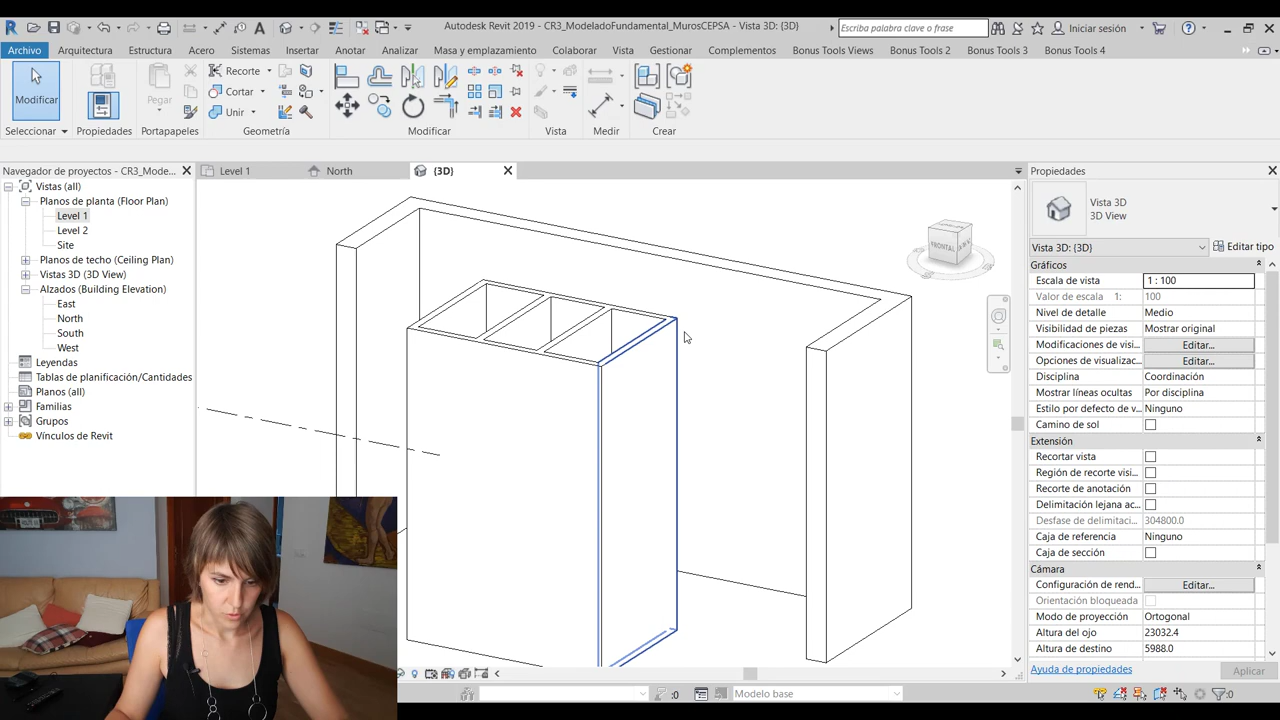 Autodesk Revit 2019 - CR3_ModeladoFundamental_MurosCEPSA - Vista 3D: {3D}
Escriba palabra clave o frase
Iniciar sesión
Archivo Arquitectura Estructura Acero Sistemas Insertar Anotar Analizar Masa y emplazamiento Colaborar Vista Gestionar Complementos Bonus Tools Views Bonus Tools 2 Bonus Tools 3 Bonus Tools 4
Modificar
Pegar
Recorte
Cortar
Unir
Seleccionar Propiedades Portapapeles Geometría Modificar Vista Medir Crear
Navegador de proyectos - CR3_Mode...
Vistas (all)
Planos de planta (Floor Plan)
Level 1
Level 2
Site
Planos de techo (Ceiling Plan)
Vistas 3D (3D View)
Alzados (Building Elevation)
East
North
South
West
Leyendas
Tablas de planificación/Cantidades
Planos (all)
Familias
Grupos
Vínculos de Revit
Level 1
North
{3D}
FRONTAL
Propiedades
Vista 3D
3D View
Vista 3D: {3D}
Editar tipo
Gráficos
Escala de vista 1 : 100
Valor de escala 1: 100
Nivel de detalle Medio
Visibilidad de piezas Mostrar original
Modificaciones de visi... Editar...
Opciones de visualizac... Editar...
Disciplina Coordinación
Mostrar líneas ocultas Por disciplina
Estilo por defecto de v... Ninguno
Camino de sol
Extensión
Recortar vista
Región de recorte visi...
Recorte de anotación
Delimitación lejana ac...
Desfase de delimitaci... 304800.0
Caja de referencia Ninguno
Caja de sección
Cámara
Configuración de rend... Editar...
Orientación bloqueada
Modo de proyección Ortogonal
Altura del ojo 23032.4
Altura de destino 5988.0
Ayuda de propiedades
Aplicar
:0
Modelo base
:0